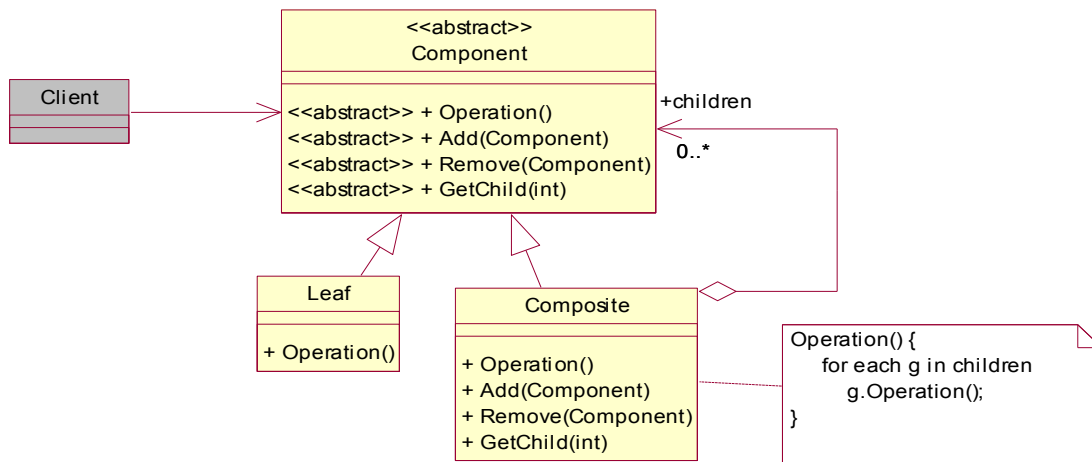 <<abstract>>
Component
<<abstract>> + Operation()
<<abstract>> + Add(Component)
<<abstract>> + Remove(Component)
<<abstract>> + GetChild(int)
Client
+children
0..*
Leaf
+ Operation()
Composite
+ Operation()
+ Add(Component)
+ Remove(Component)
+ GetChild(int)
Operation() {
for each g in children
g.Operation();
}